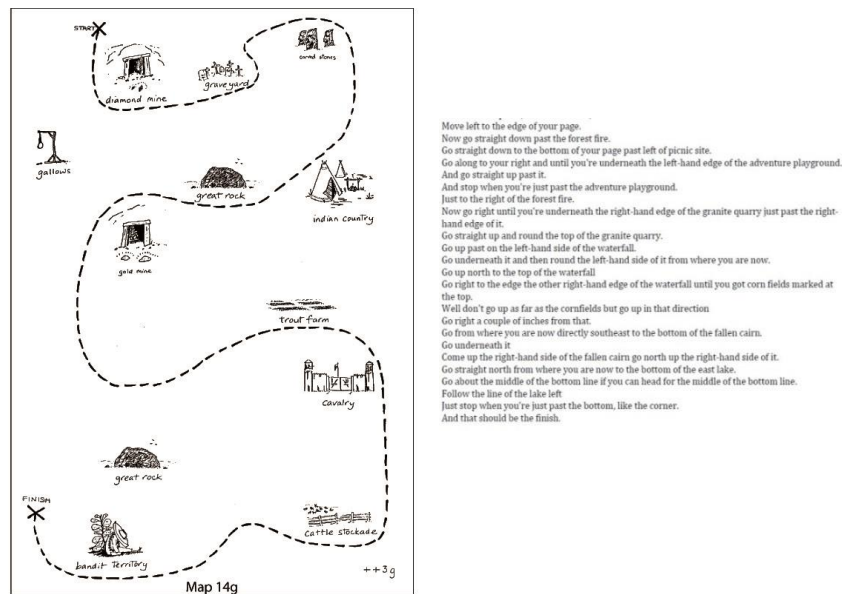 START
carved stones
diamond mine
graveyard
gallows
great rock
indian country
gold mine
trout farm
cavalry
great rock
FINISH
cattle stockade
bandit territory
++3g
Map 14g
Move left to the edge of your page.
Now go straight down past the forest fire.
Go straight down to the bottom of your page past left of picnic site.
Go along to your right and until you're underneath the left-hand edge of the adventure playground.
And go straight up past it.
And stop when you're just past the adventure playground.
Just to the right of the forest fire.
Now go right until you're underneath the right-hand edge of the granite quarry just past the right-
hand edge of it.
Go straight up and round the top of the granite quarry.
Go up past on the left-hand side of the waterfall.
Go underneath it and then round the left-hand side of it from where you are now.
Go up north to the top of the waterfall
Go right to the edge the other right-hand edge of the waterfall until you got corn fields marked at
the top.
Well don't go up as far as the cornfields but go up in that direction
Go right a couple of inches from that.
Go from where you are now directly southeast to the bottom of the fallen cairn.
Go underneath it
Come up the right-hand side of the fallen cairn go north up the right-hand side of it.
Go straight north from where you are now to the bottom of the east lake.
Go about the middle of the bottom line if you can head for the middle of the bottom line.
Follow the line of the lake left
Just stop when you're just past the bottom, like the corner.
And that should be the finish.